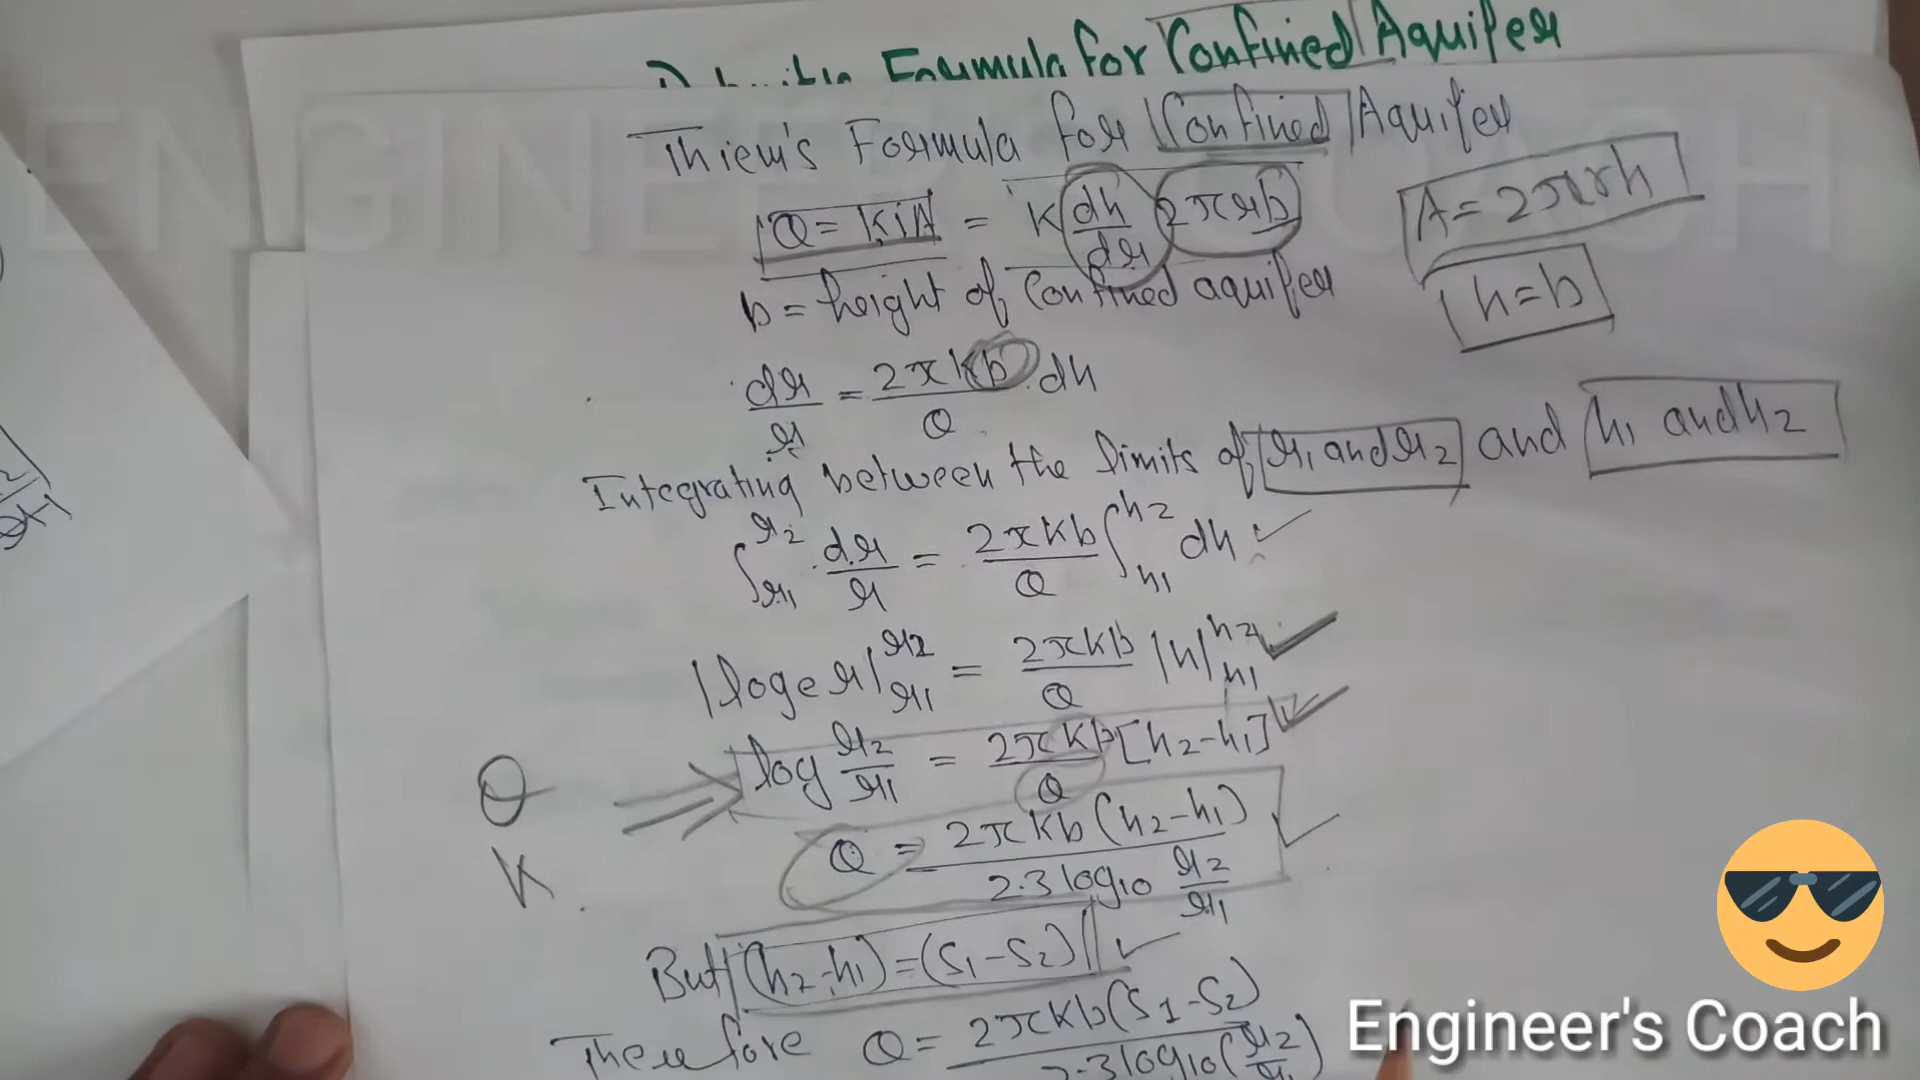 Formula for Confined Aquifer
Thiem's Formula for Confined Aquifer
Q = KiA = K dh/dr 2πrb
A = 2πrh
b = height of Confined aquifer
h = b
dr/r = 2πKb/Q . dh
Integrating between the limits of r1 and r2 and h1 and h2
∫r1^r2 dr/r = 2πKb/Q ∫h1^h2 dh
|loge r|r1^r2 = 2πKb/Q |h|h1^h2
log r2/r1 = 2πKb/Q [h2-h1]
Q
Q = 2πKb(h2-h1)/2.3 log10 r2/r1
K
But (h2-h1) = (S1-S2)
Therefore Q = 2πKb(S1-S2)/2.3 log10(r2/r1)
ENGINEER'S COACH
Engineer's Coach